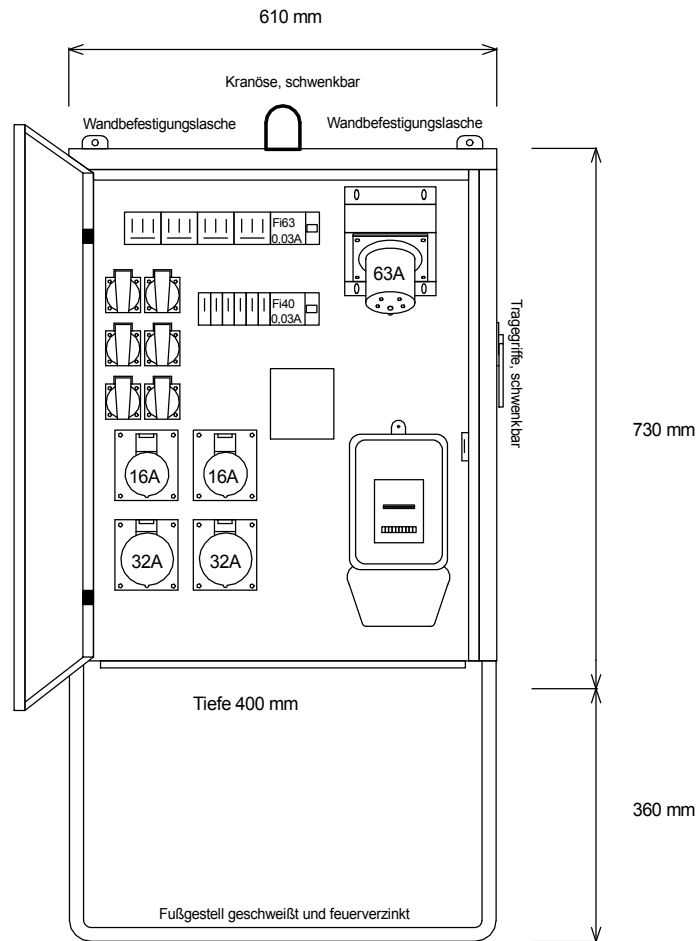 610 mm
Kranöse, schwenkbar
Wandbefestigungslasche
Wandbefestigungslasche
Fi63
0,03A
63A
Fi40
0,03A
Tragegriffe, schwenkbar
730 mm
16A
16A
32A
32A
Tiefe 400 mm
360 mm
Fußgestell geschweißt und feuerverzinkt